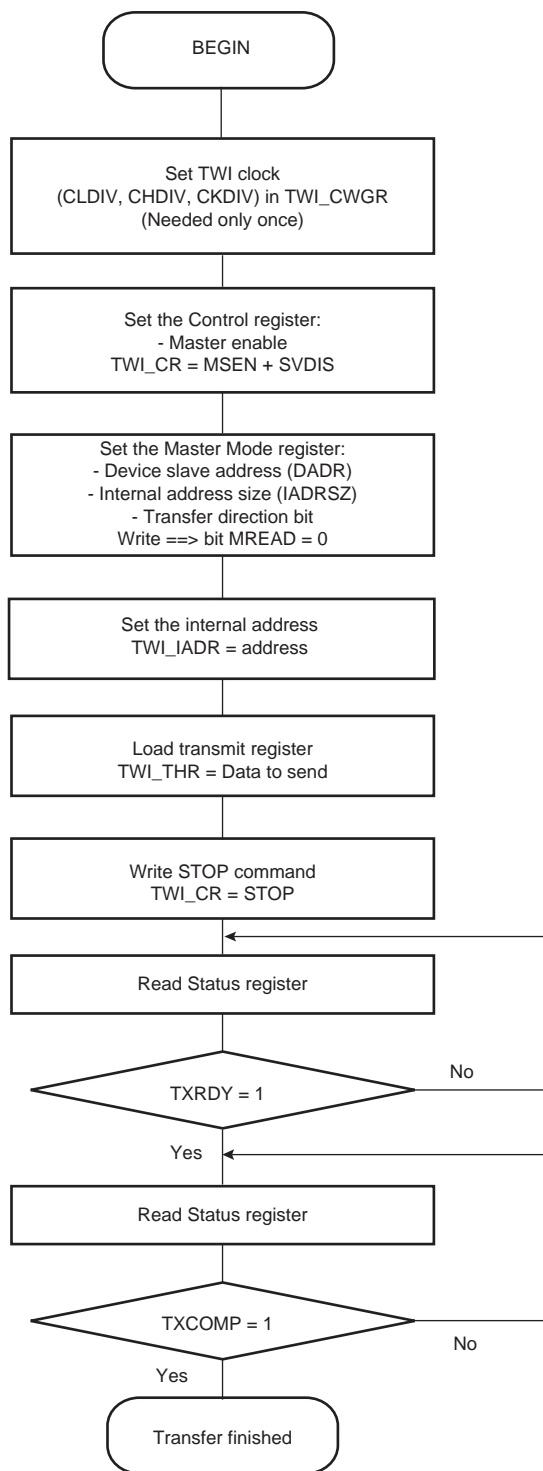 BEGIN
Set TWI clock
(CLDIV, CHDIV, CKDIV) in TWI_CWGR
(Needed only once)
Set the Control register:
- Master enable
TWI_CR = MSEN + SVDIS
Set the Master Mode register:
- Device slave address (DADR)
- Internal address size (IADRSZ)
- Transfer direction bit
Write ==> bit MREAD = 0
Set the internal address
TWI_IADR = address
Load transmit register
TWI_THR = Data to send
Write STOP command
TWI_CR = STOP
Read Status register
TXRDY = 1
No
Yes
Read Status register
TXCOMP = 1
No
Yes
Transfer finished